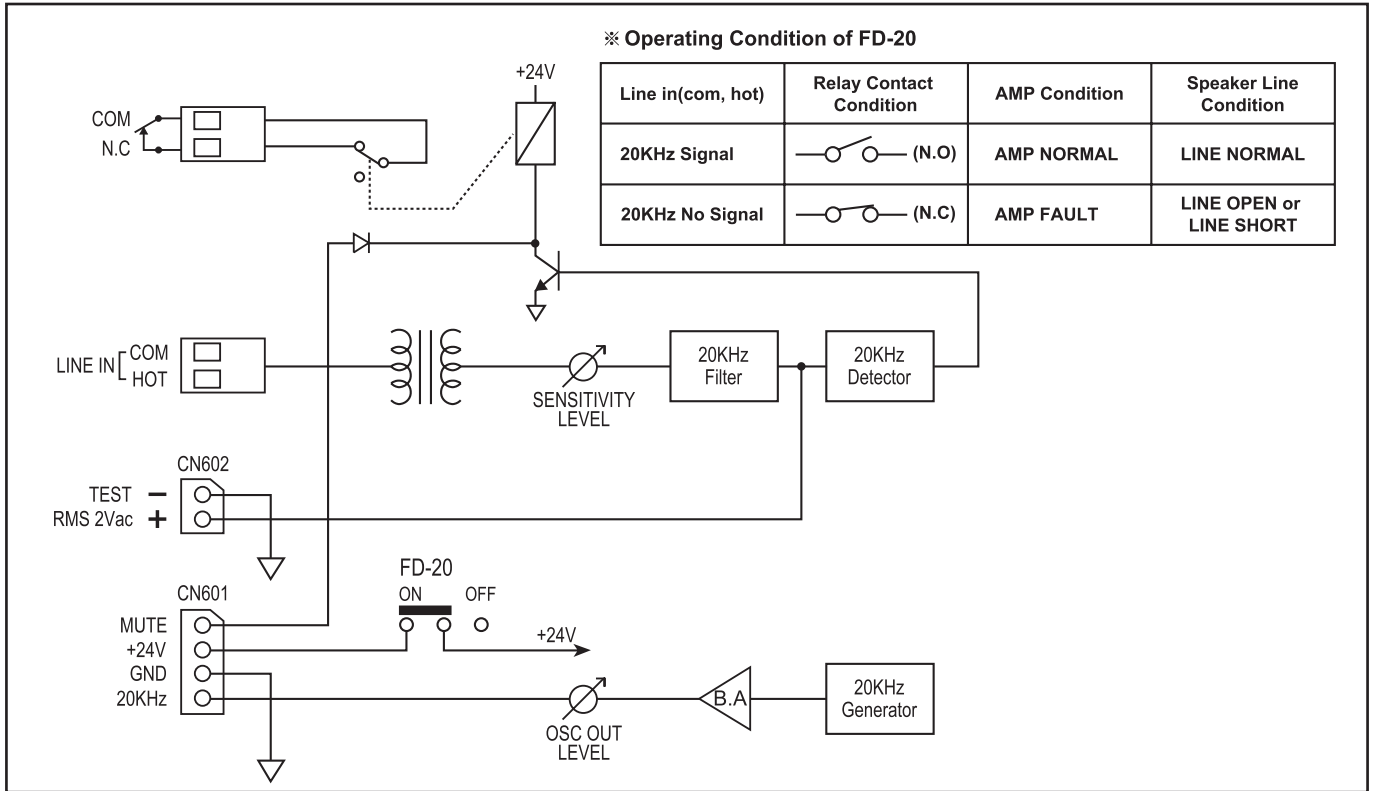 ※ Operating Condition of FD-20
Line in(com, hot)
Relay Contact
Condition
AMP Condition
Speaker Line
Condition
20KHz Signal
(N.O)
AMP NORMAL
LINE NORMAL
20KHz No Signal
(N.C)
AMP FAULT
LINE OPEN or
LINE SHORT
+24V
COM
N.C
LINE IN
COM
HOT
SENSITIVITY
LEVEL
20KHz
Filter
20KHz
Detector
CN602
TEST −
RMS 2Vac +
FD-20
ON OFF
CN601
MUTE
+24V
GND
20KHz
+24V
OSC OUT
LEVEL
B.A
20KHz
Generator